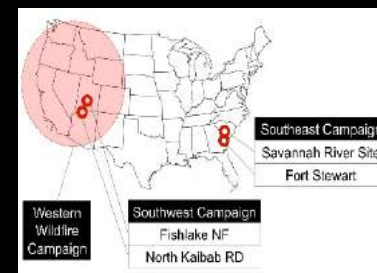 Southeast Campaign
Savannah River Site
Fort Stewart
Western
Wildfire
Campaign
Southwest Campaign
Fishlake NF
North Kaibab RD